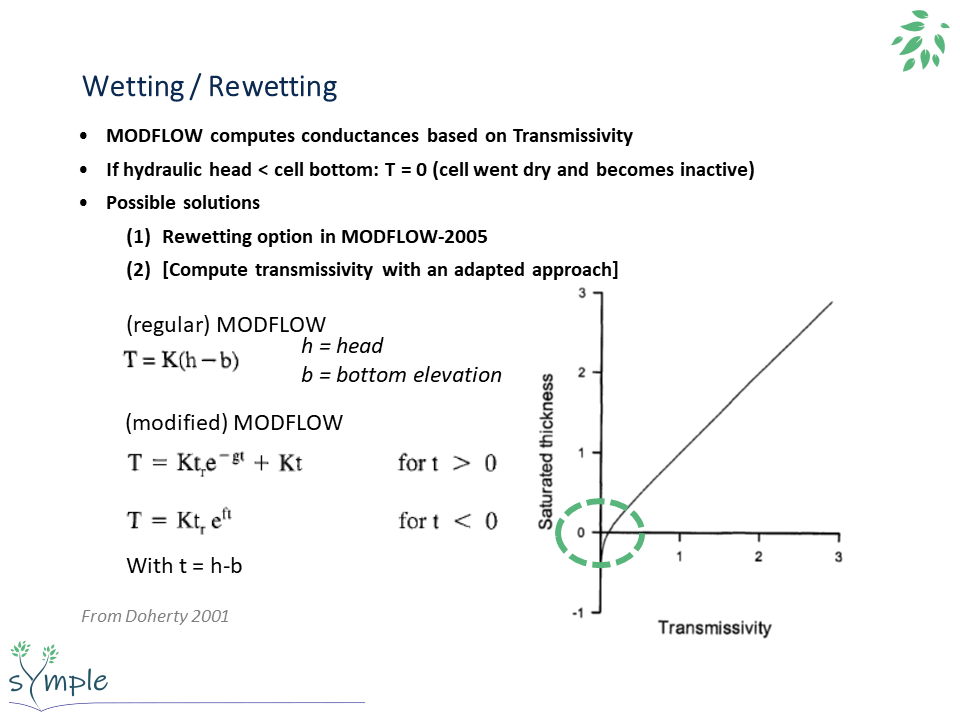 Wetting / Rewetting
• MODFLOW computes conductances based on Transmissivity
• If hydraulic head < cell bottom: T = 0 (cell went dry and becomes inactive)
• Possible solutions
(1) Rewetting option in MODFLOW-2005
(2) [Compute transmissivity with an adapted approach]
(regular) MODFLOW
T = K(h – b)
h = head
b = bottom elevation
(modified) MODFLOW
T = Ktᵣe⁻ᵍᵗ + Kt for t > 0
T = Ktᵣ eᶠᵗ for t < 0
With t = h-b
From Doherty 2001
Saturated thickness
3
2
1
0
-1
1 2 3
Transmissivity
sYmple